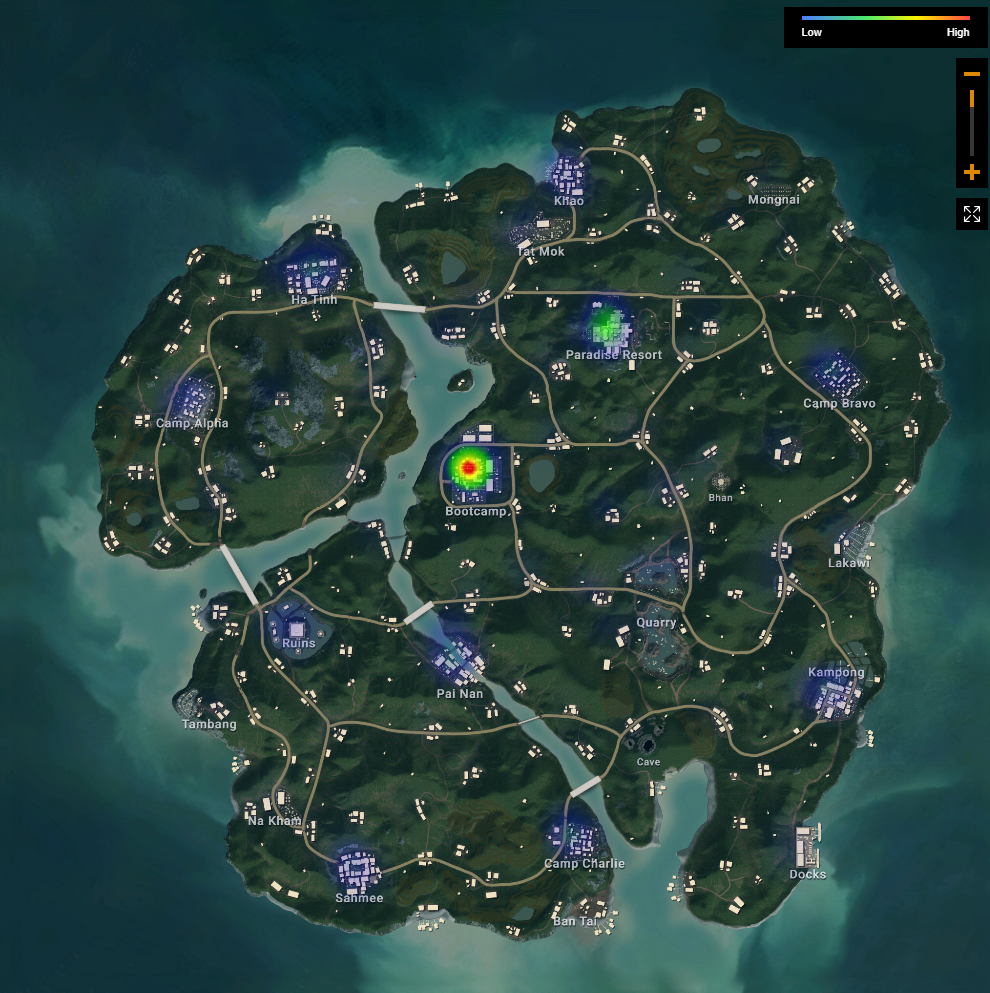 Low High
Khao
Mongnai
Tat Mok
Ha Tinh
Paradise Resort
Camp Bravo
Camp Alpha
Bhan
Bootcamp
Lakawi
Quarry
Ruins
Kampong
Pai Nan
Tambang
Cave
Na Kham
Camp Charlie
Docks
Sahmee
Ban Tai